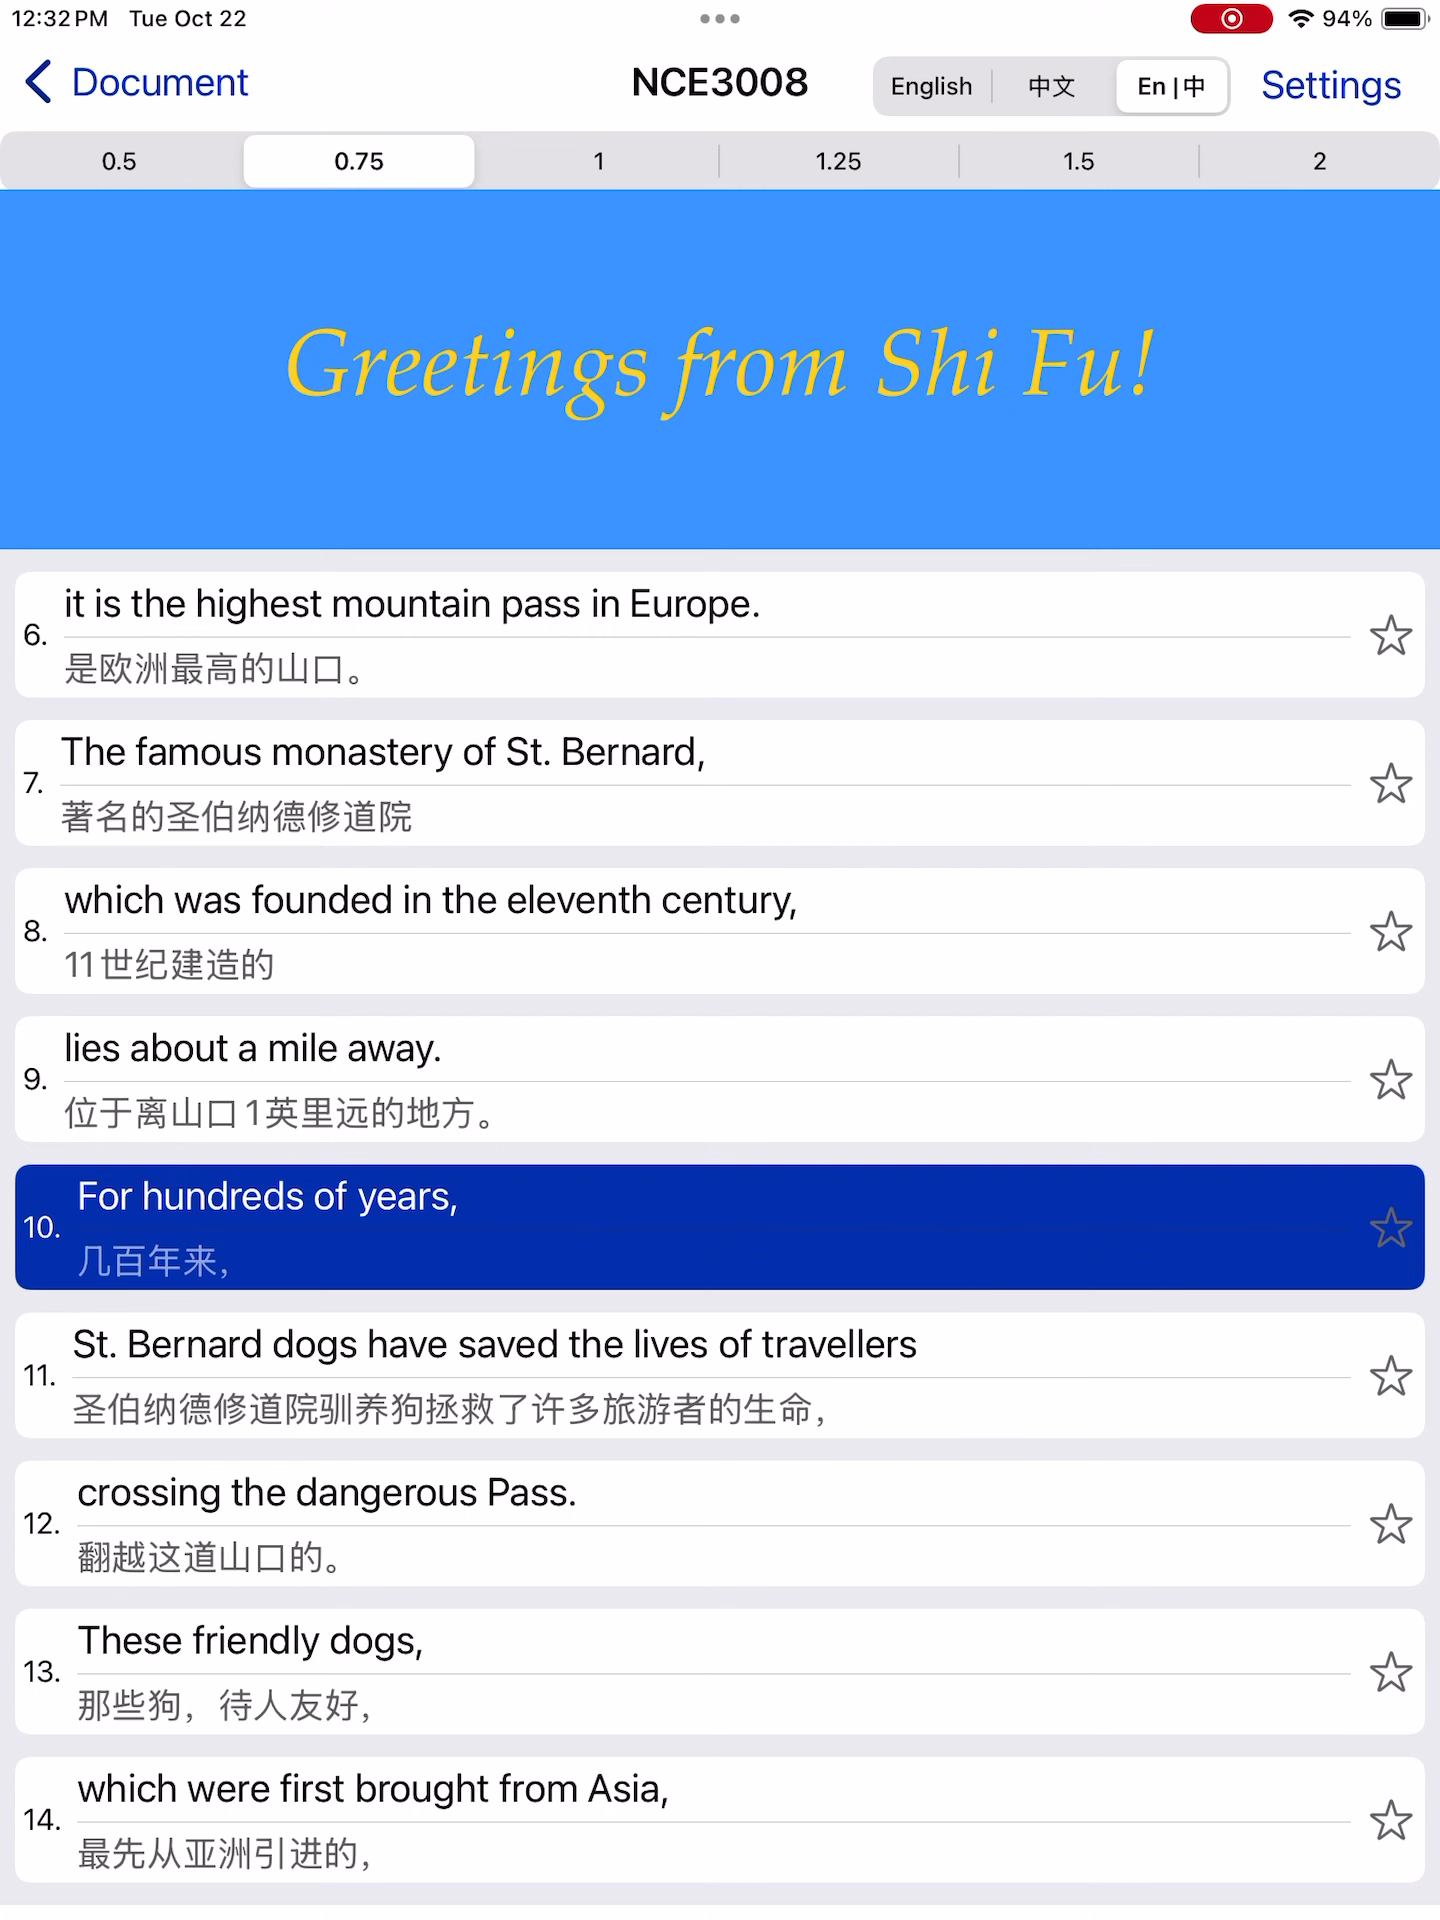 12:32 PM Tue Oct 22 94%
Document NCE3008 English 中文 En | 中 Settings
0.5 0.75 1 1.25 1.5 2
Greetings from Shi Fu!
6. it is the highest mountain pass in Europe.
是欧洲最高的山口。
7. The famous monastery of St. Bernard,
著名的圣伯纳德修道院
8. which was founded in the eleventh century,
11世纪建造的
9. lies about a mile away.
位于离山口1英里远的地方。
10. For hundreds of years,
几百年来,
11. St. Bernard dogs have saved the lives of travellers
圣伯纳德修道院驯养狗拯救了许多旅游者的生命,
12. crossing the dangerous Pass.
翻越这道山口的。
13. These friendly dogs,
那些狗，待人友好,
14. which were first brought from Asia,
最先从亚洲引进的,